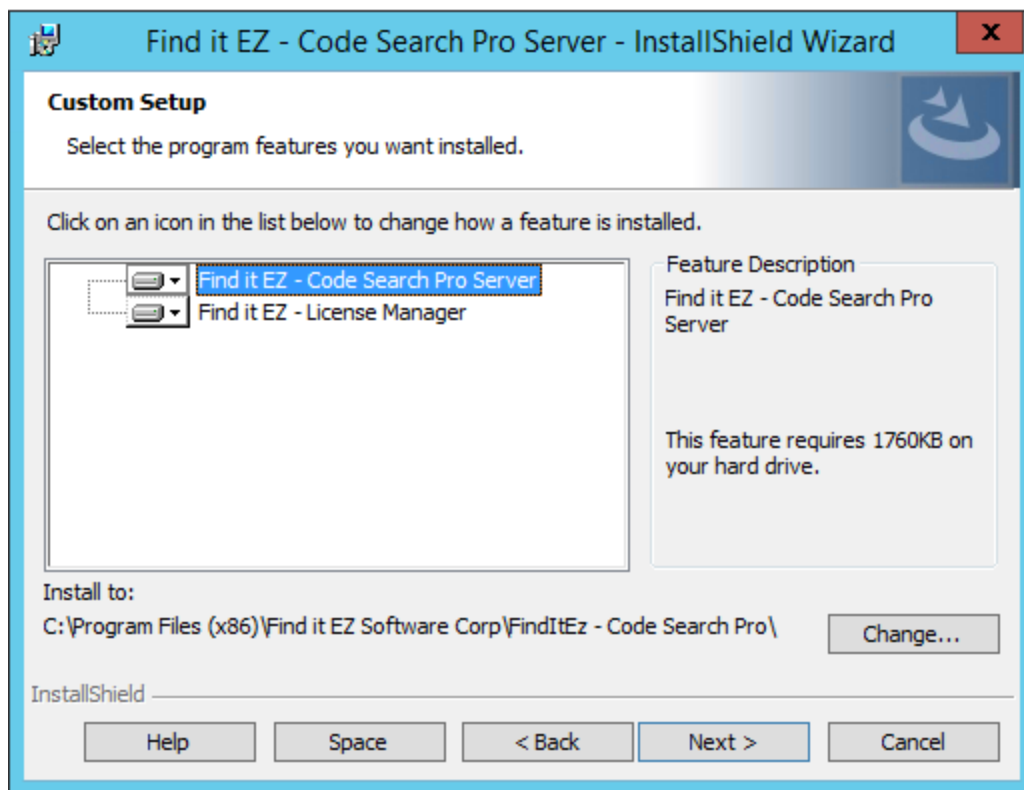 Find it EZ - Code Search Pro Server - InstallShield Wizard
x
Custom Setup
Select the program features you want installed.
Click on an icon in the list below to change how a feature is installed.
Find it EZ - Code Search Pro Server
Find it EZ - License Manager
Feature Description
Find it EZ - Code Search Pro
Server
This feature requires 1760KB on
your hard drive.
Install to:
C:\Program Files (x86)\Find it EZ Software Corp\FindItEz - Code Search Pro\
Change...
InstallShield
Help
Space
< Back
Next >
Cancel